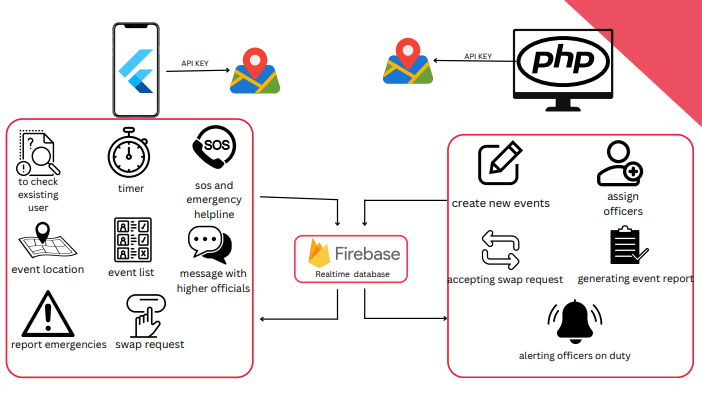 API KEY
API KEY
php
to check
exsisting
user
timer
SOS
sos and
emergency
helpline
event location
event list
message with
higher officials
report emergencies
swap request
Firebase
Realtime database
create new events
assign
officers
accepting swap request
generating event report
alerting officers on duty